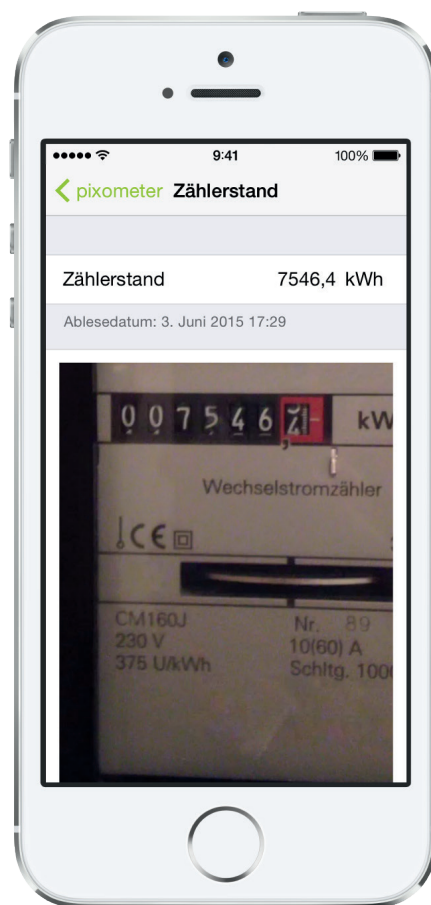 9:41
100%
pixometer Zählerstand
Zählerstand 7546,4 kWh
Ablesedatum: 3. Juni 2015 17:29
0 0 7 5 4 6 , kW
Wechselstromzähler
CE
CM160J Nr. 89
230 V 10(60) A
375 U/kWh Schltg. 100